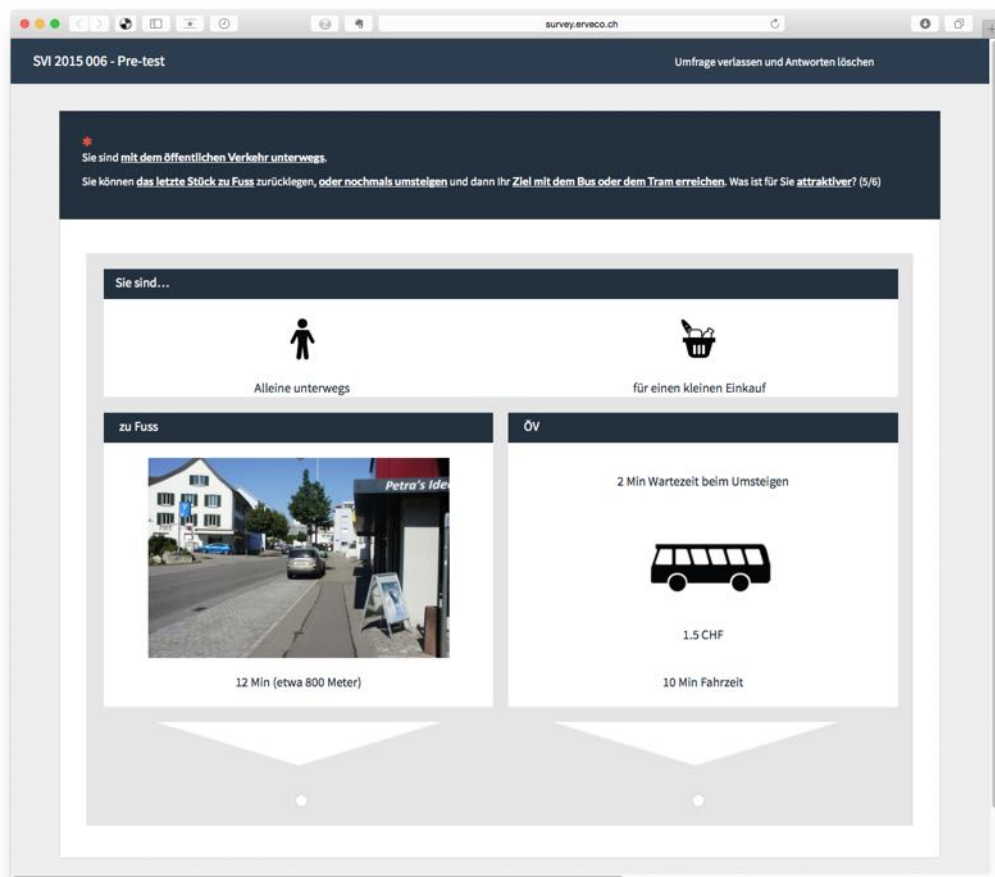 survey.erveco.ch
SVI 2015 006 - Pre-test
Umfrage verlassen und Antworten löschen
*
Sie sind mit dem öffentlichen Verkehr unterwegs.
Sie können das letzte Stück zu Fuss zurücklegen, oder nochmals umsteigen und dann Ihr Ziel mit dem Bus oder dem Tram erreichen. Was ist für Sie attraktiver? (5/6)
Sie sind...
Alleine unterwegs
für einen kleinen Einkauf
zu Fuss
Petra's Ide
12 Min (etwa 800 Meter)
ÖV
2 Min Wartezeit beim Umsteigen
1.5 CHF
10 Min Fahrzeit